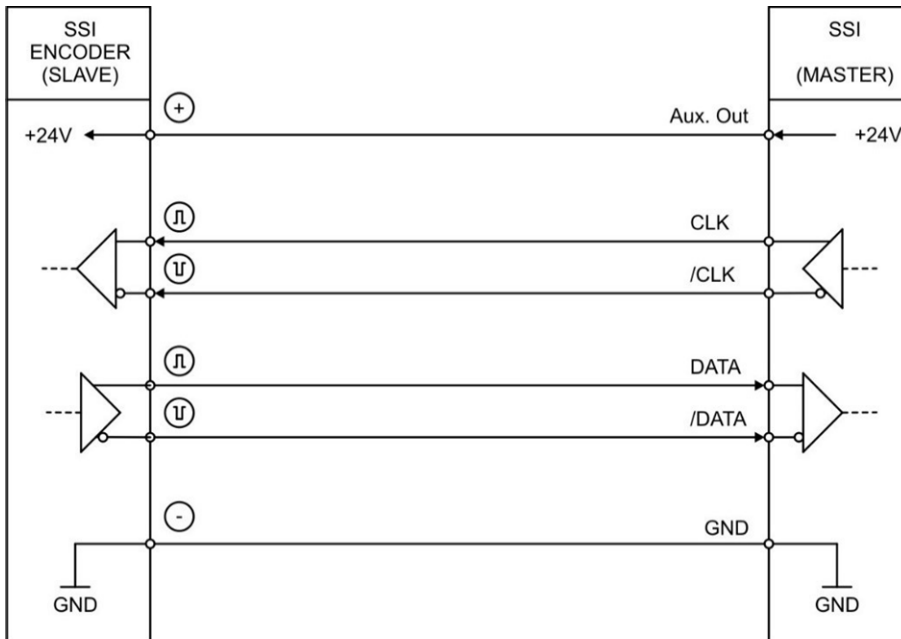 SSI
ENCODER
(SLAVE)
SSI
(MASTER)
+
Aux. Out
+24V
+24V
CLK
/CLK
DATA
/DATA
-
GND
GND
GND